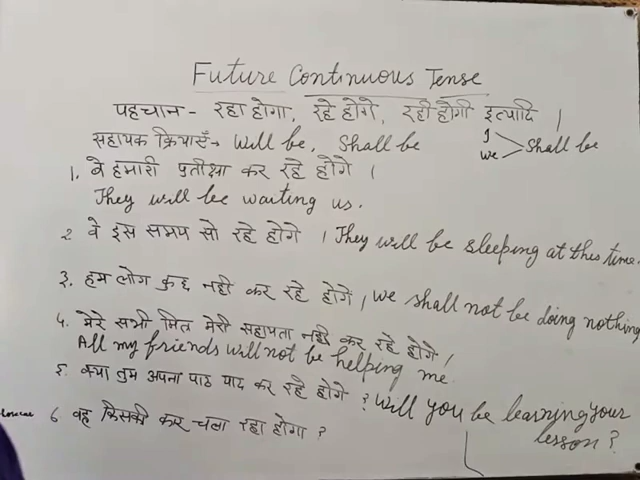 Future Continuous Tense
पहचान - रहा होगा, रहे होगे, रही होगी इत्यादि |
सहायक क्रियाएँ → Will be, Shall be
I
We > Shall be
1. वे हमारी प्रतीक्षा कर रहे होंगे |
They will be waiting us.
2 वे इस समय सो रहे होंगे | They will be sleeping at this time.
3. हम लोग कुछ नही कर रहे होंगे | We shall not be doing nothing
4. मेरे सभी मित्र मेरी सहायता नही कर रहे होंगे |
All my friends will not be helping me.
5. क्या तुम अपना पाठ याद कर रहे होंगे ? Will you be learning your
lesson ?
6 वह किसकी कार चला रहा होगा ?